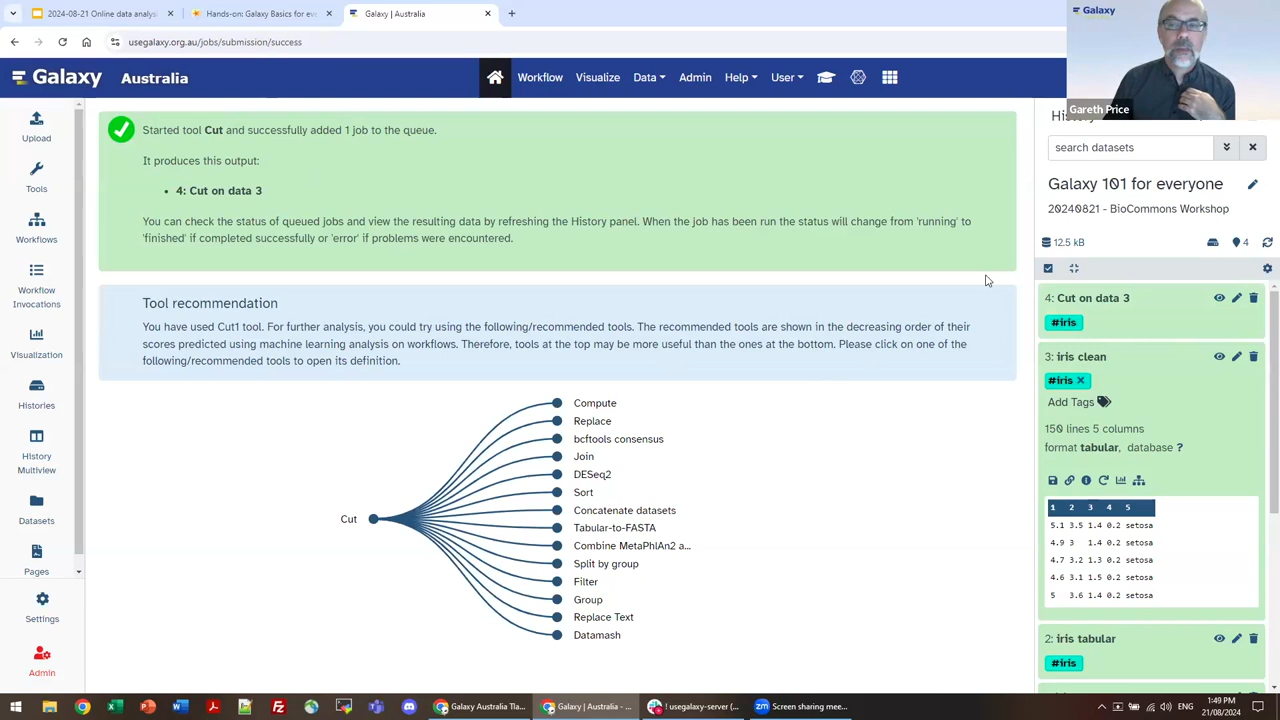 2024-08-21 Online data analysi
Hands-on: Galaxy Basics for ev
Galaxy | Australia
usegalaxy.org.au/jobs/submission/success
Galaxy
Galaxy Australia
Workflow Visualize Data Admin Help User
Gareth Price
Upload
Tools
Workflows
Workflow
Invocations
Visualization
Histories
History
Multiview
Datasets
Pages
Settings
Admin
Started tool Cut and successfully added 1 job to the queue.
It produces this output:
• 4: Cut on data 3
You can check the status of queued jobs and view the resulting data by refreshing the History panel. When the job has been run the status will change from 'running' to
'finished' if completed successfully or 'error' if problems were encountered.
Tool recommendation
You have used Cut1 tool. For further analysis, you could try using the following/recommended tools. The recommended tools are shown in the decreasing order of their
scores predicted using machine learning analysis on workflows. Therefore, tools at the top may be more useful than the ones at the bottom. Please click on one of the
following/recommended tools to open its definition.
Cut
Compute
Replace
bcftools consensus
Join
DESeq2
Sort
Concatenate datasets
Tabular-to-FASTA
Combine MetaPhlAn2 a...
Split by group
Filter
Group
Replace Text
Datamash
search datasets
Galaxy 101 for everyone
20240821 - BioCommons Workshop
12.5 kB 4
4: Cut on data 3
#iris
3: iris clean
#iris
Add Tags
150 lines 5 columns
format tabular, database ?
1 2 3 4 5
5.1 3.5 1.4 0.2 setosa
4.9 3 1.4 0.2 setosa
4.7 3.2 1.3 0.2 setosa
4.6 3.1 1.5 0.2 setosa
5 3.6 1.4 0.2 setosa
2: iris tabular
#iris
Galaxy Australia Tla...
Galaxy | Australia - ...
! usegalaxy-server (...
Screen sharing mee...
ENG
1:49 PM
21/08/2024